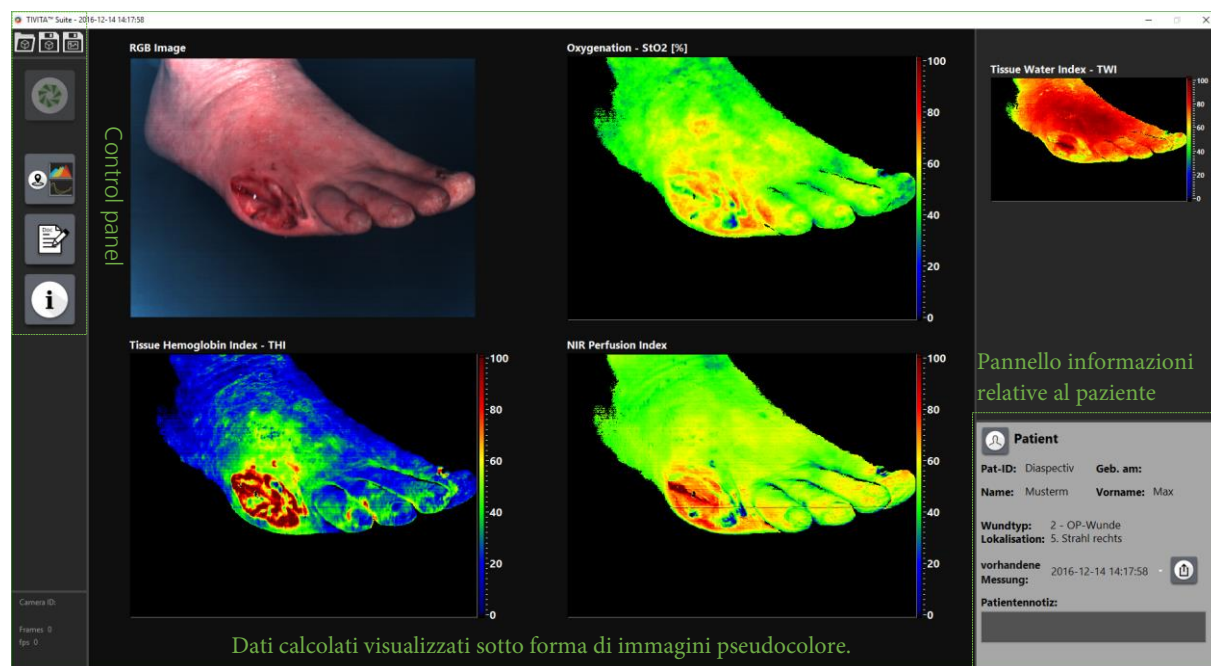 TIVITA™ Suite - 2016-12-14 14:17:58
RGB Image
Oxygenation - StO2 [%]
100
80
60
40
20
0
Tissue Water Index - TWI
100
80
60
40
20
0
Control panel
Doc
i
Tissue Hemoglobin Index - THI
100
80
60
40
20
0
NIR Perfusion Index
100
80
60
40
20
0
Pannello informazioni
relative al paziente
Patient
Pat-ID: Diaspectiv Geb. am:
Name: Musterm Vorname: Max
Wundtyp: 2 - OP-Wunde
Lokalisation: 5. Strahl rechts
vorhandene
Messung: 2016-12-14 14:17:58
Patientennotiz:
Camera ID:
Frames 0
fps 0
Dati calcolati visualizzati sotto forma di immagini pseudocolore.